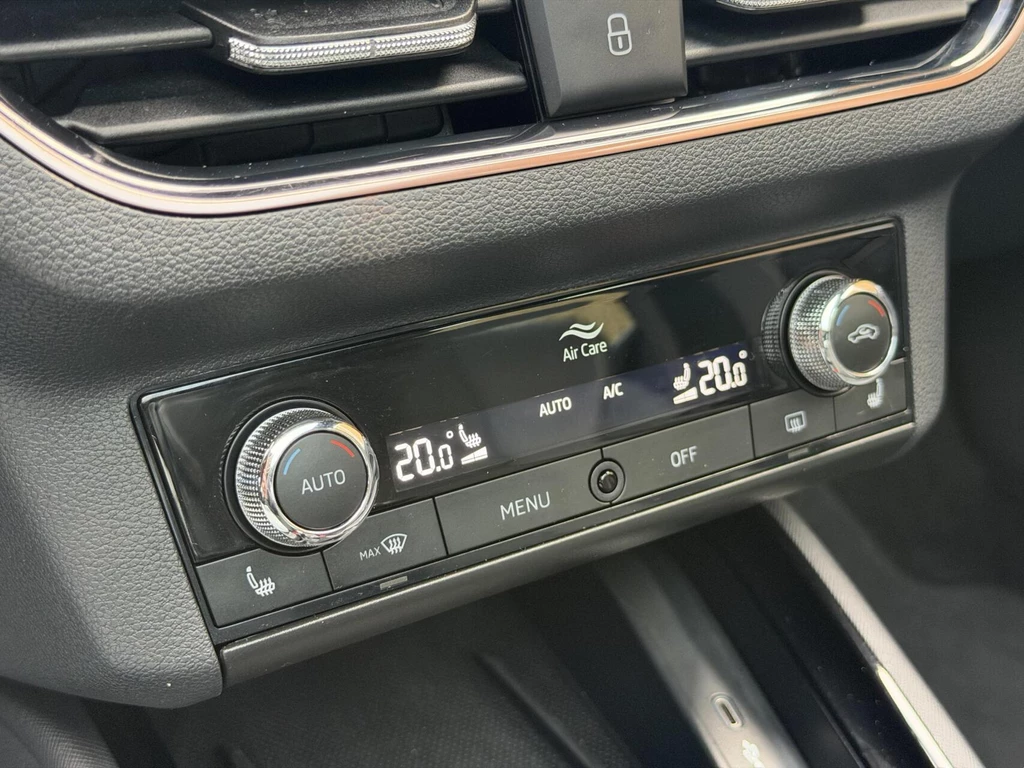 Air Care
20.0° AUTO A/C 20.0°
AUTO
MAX MENU OFF